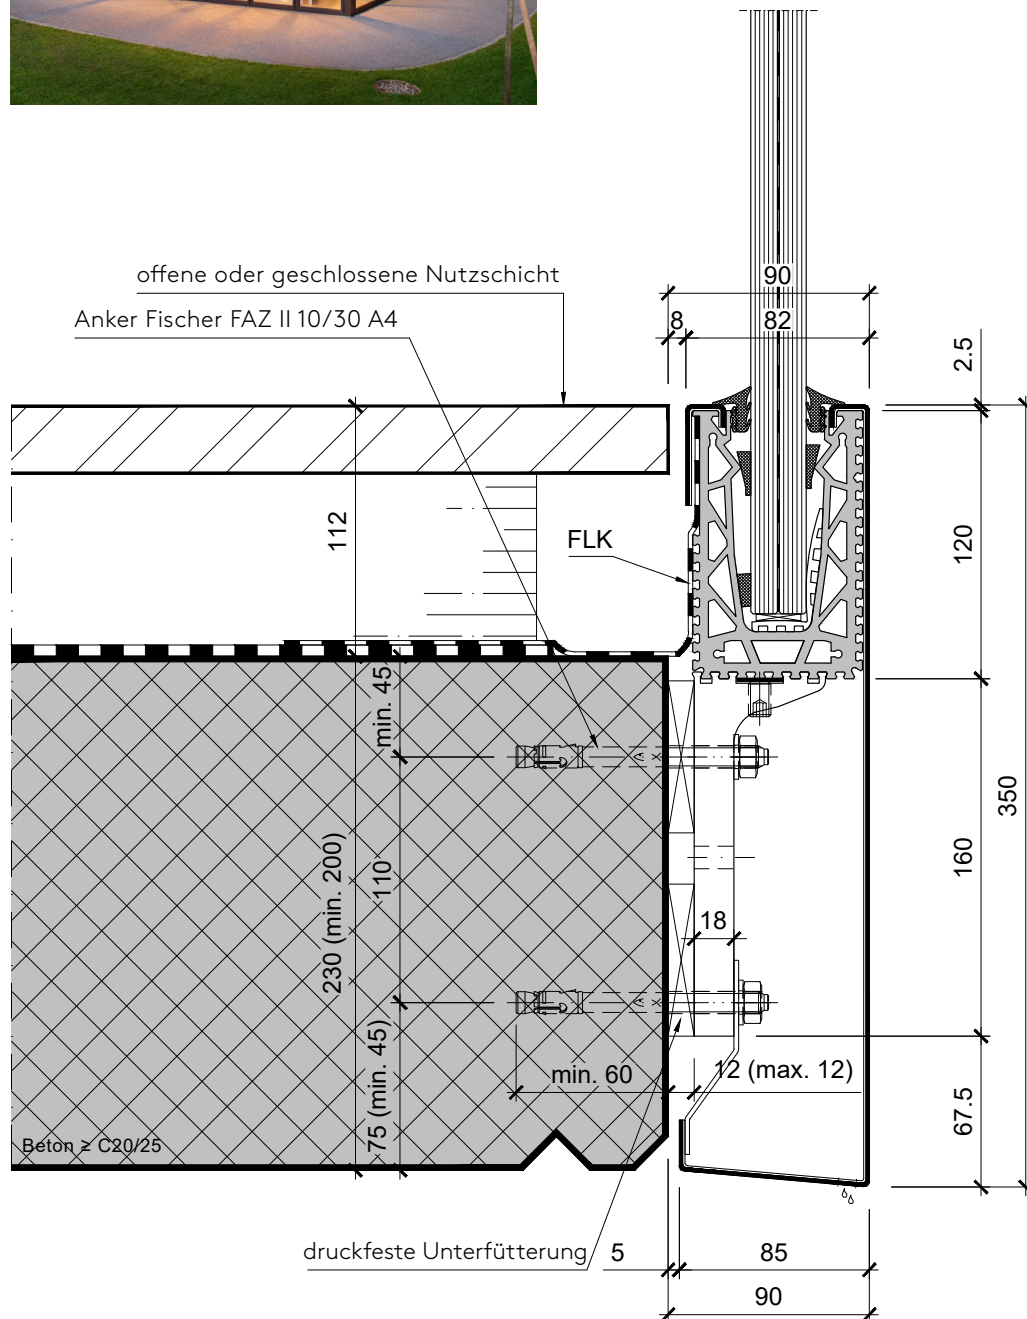 90
8
82
2.5
offene oder geschlossene Nutzschicht
Anker Fischer FAZ II 10/30 A4
112
FLK
120
350
min. 45
230 (min. 200)
110
160
18
75 (min. 45)
min. 60
12 (max. 12)
67.5
Beton ≥ C20/25
druckfeste Unterfütterung
5
85
90